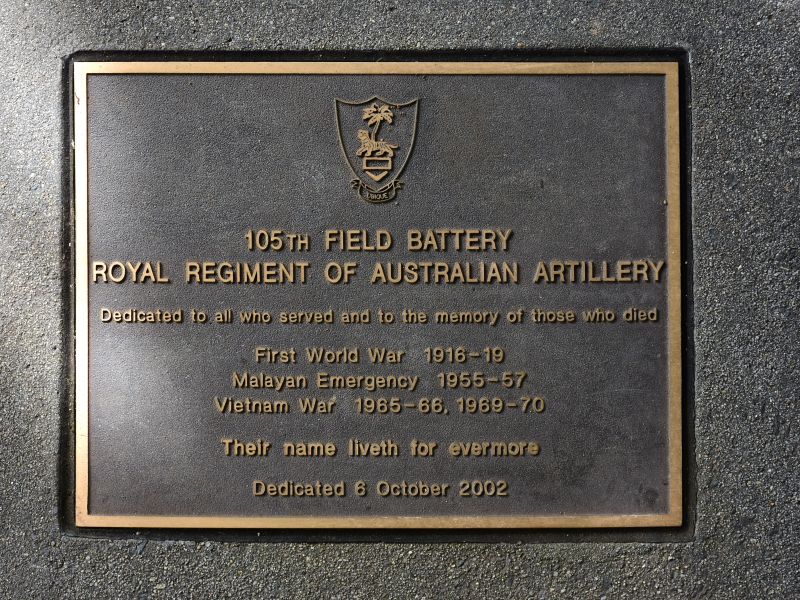 UBIQUE
105TH FIELD BATTERY
ROYAL REGIMENT OF AUSTRALIAN ARTILLERY
Dedicated to all who served and to the memory of those who died
First World War 1916-19
Malayan Emergency 1955-57
Vietnam War 1965-66, 1969-70
Their name liveth for evermore
Dedicated 6 October 2002